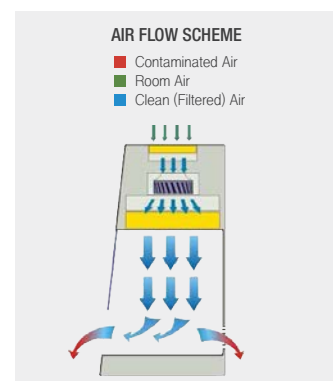 AIR FLOW SCHEME
Contaminated Air
Room Air
Clean (Filtered) Air